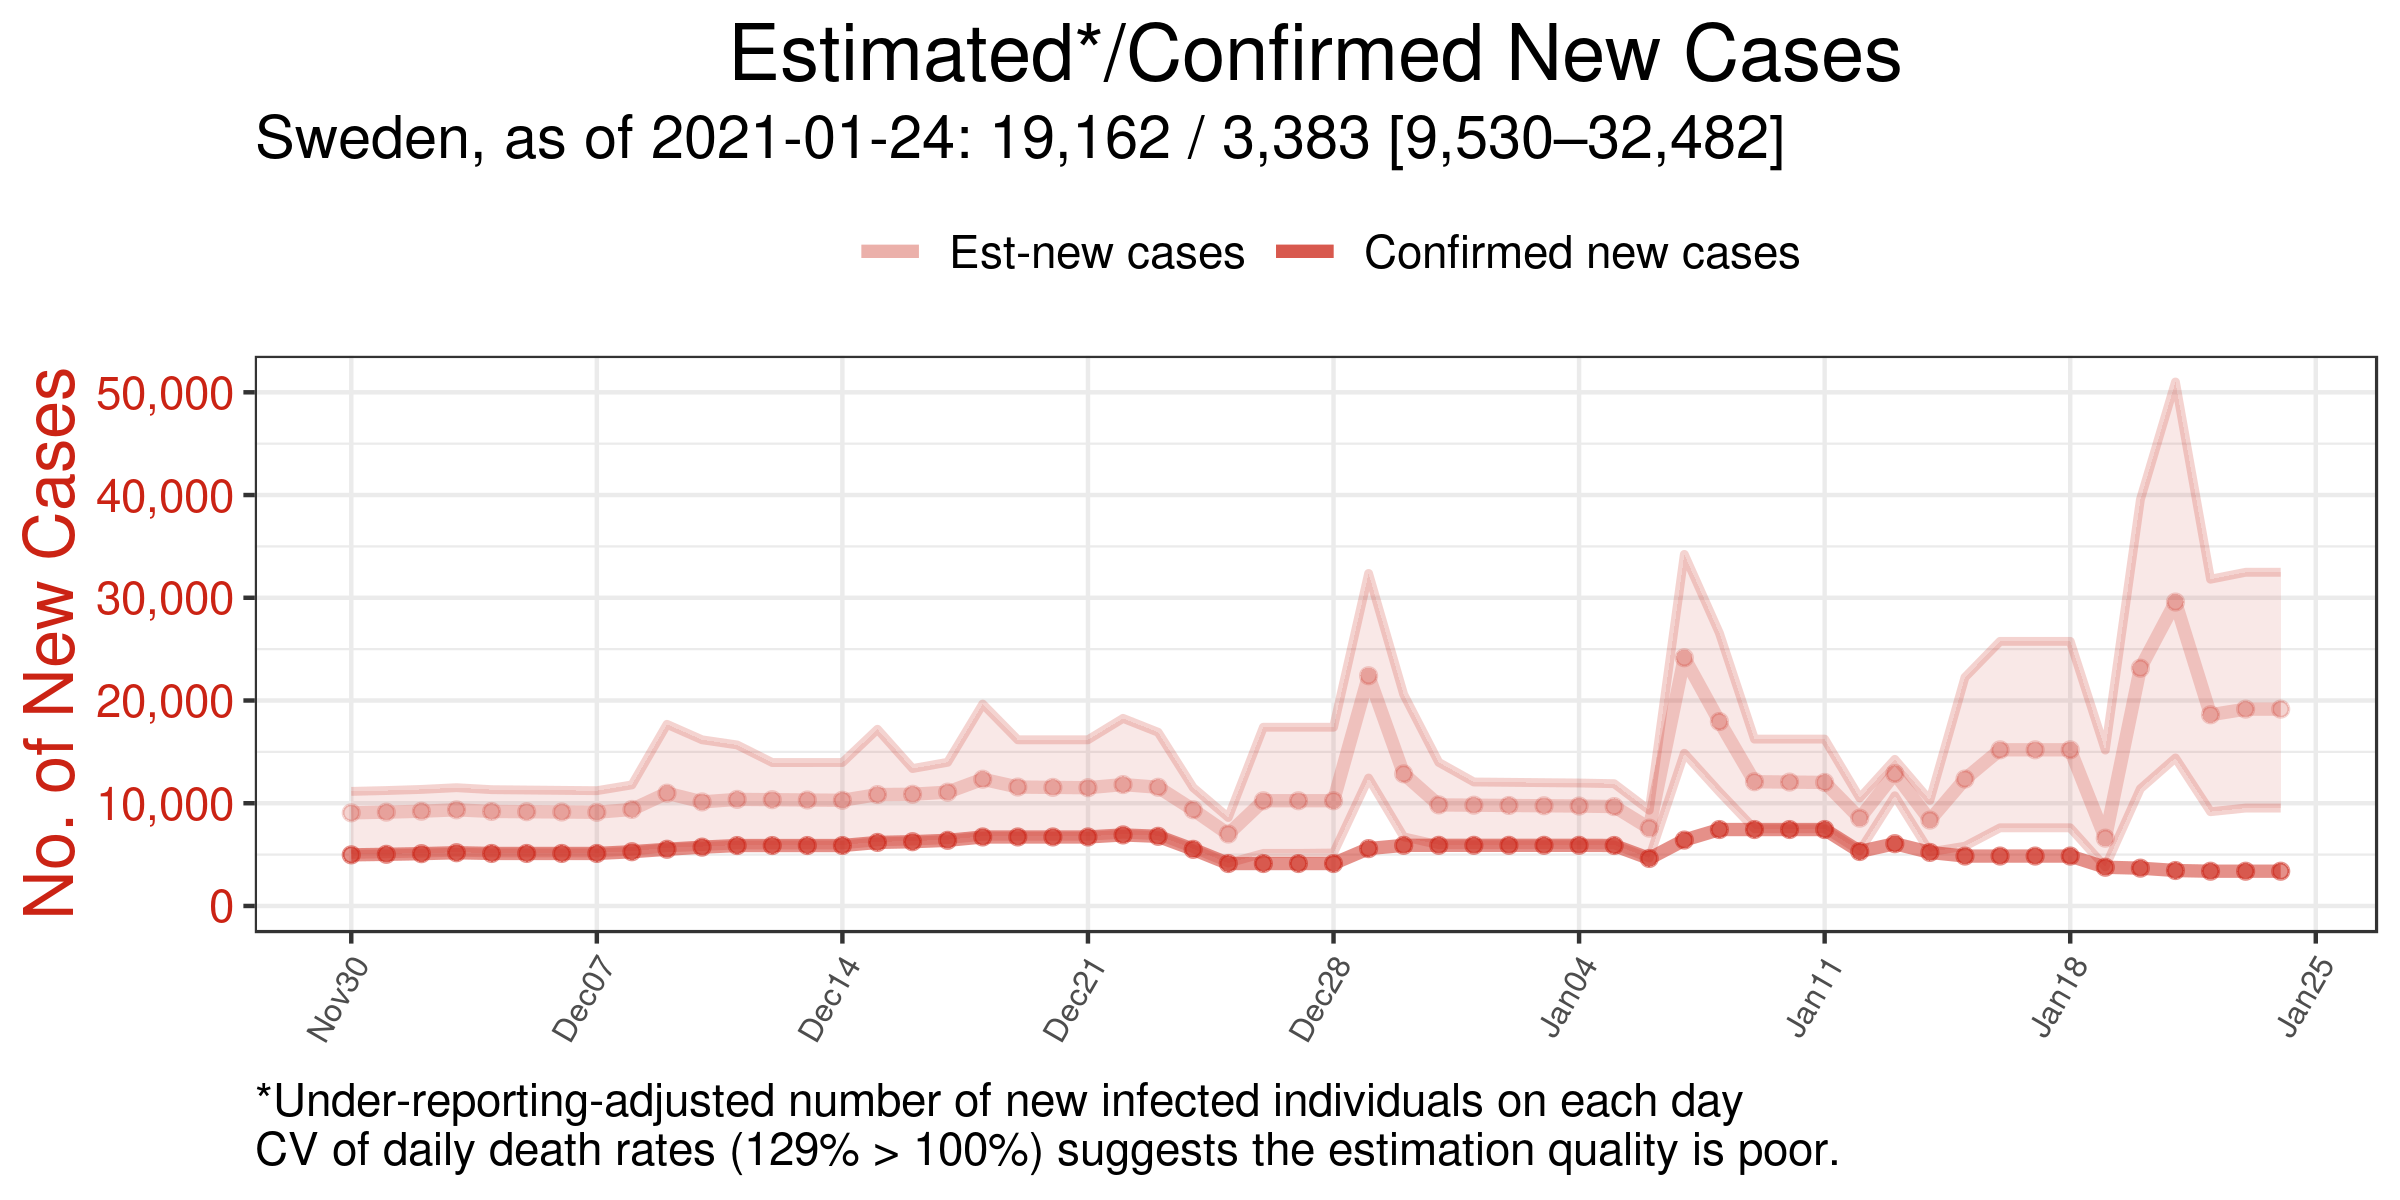 Estimated*/Confirmed New Cases
Sweden, as of 2021-01-24: 19,162 / 3,383 [9,530–32,482]
Est-new cases
Confirmed new cases
No. of New Cases
50,000
40,000
30,000
20,000
10,000
0
Nov30
Dec07
Dec14
Dec21
Dec28
Jan04
Jan11
Jan18
Jan25
*Under-reporting-adjusted number of new infected individuals on each day
CV of daily death rates (129% > 100%) suggests the estimation quality is poor.